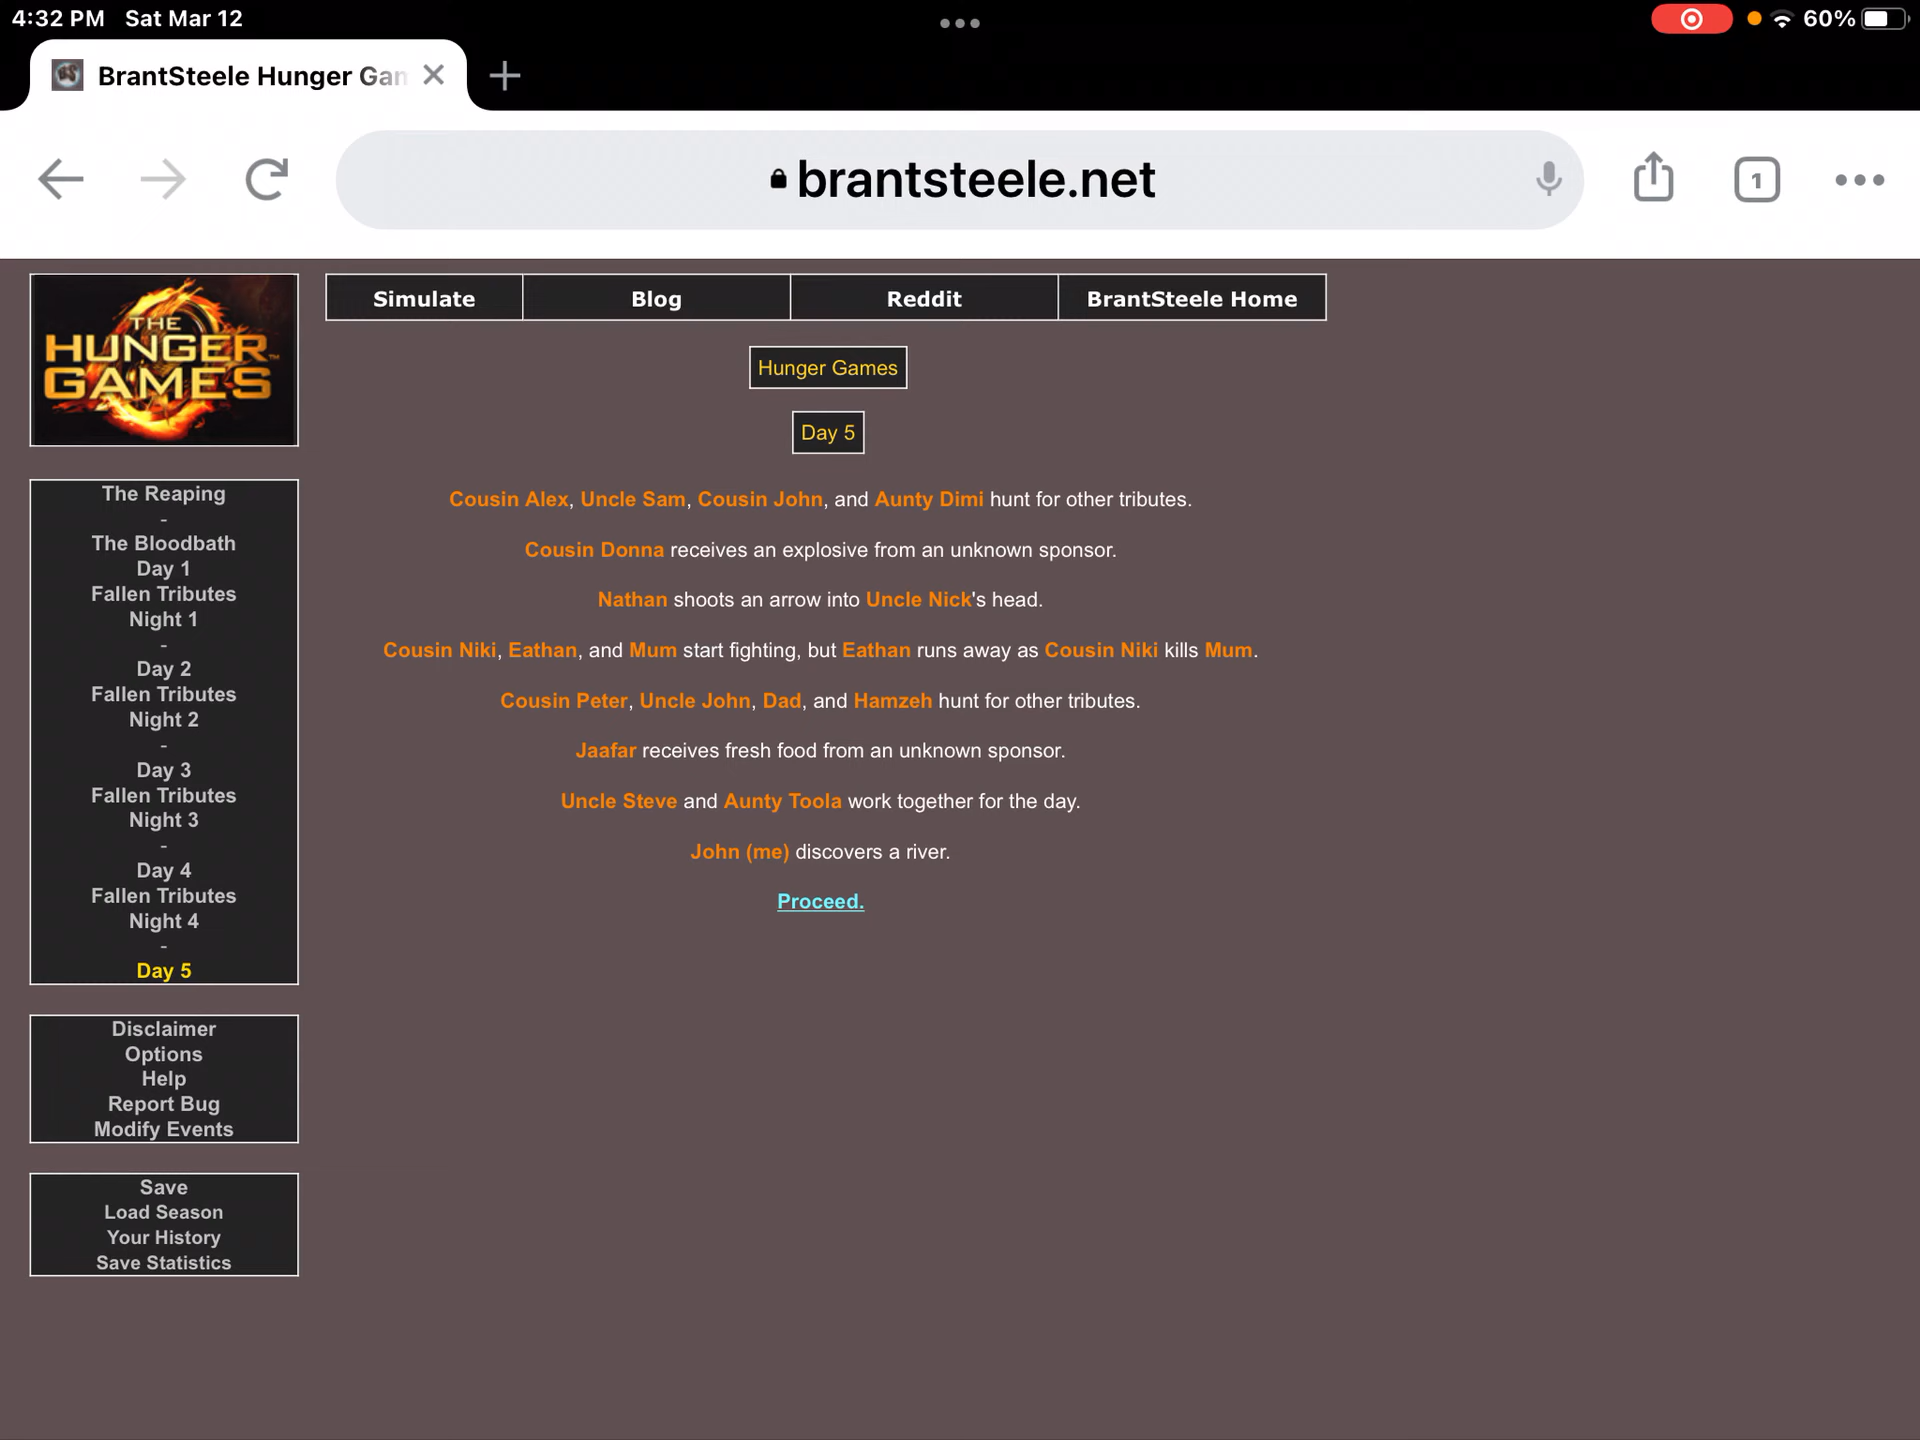 4:32 PM Sat Mar 12
60%
BrantSteele Hunger Gan
brantsteele.net
1
THE HUNGER GAMES™
Simulate Blog Reddit BrantSteele Home
Hunger Games
Day 5
The Reaping
-
The Bloodbath
Day 1
Fallen Tributes
Night 1
-
Day 2
Fallen Tributes
Night 2
-
Day 3
Fallen Tributes
Night 3
-
Day 4
Fallen Tributes
Night 4
-
Day 5
Disclaimer
Options
Help
Report Bug
Modify Events
Save
Load Season
Your History
Save Statistics
Cousin Alex, Uncle Sam, Cousin John, and Aunty Dimi hunt for other tributes.
Cousin Donna receives an explosive from an unknown sponsor.
Nathan shoots an arrow into Uncle Nick's head.
Cousin Niki, Eathan, and Mum start fighting, but Eathan runs away as Cousin Niki kills Mum.
Cousin Peter, Uncle John, Dad, and Hamzeh hunt for other tributes.
Jaafar receives fresh food from an unknown sponsor.
Uncle Steve and Aunty Toola work together for the day.
John (me) discovers a river.
Proceed.